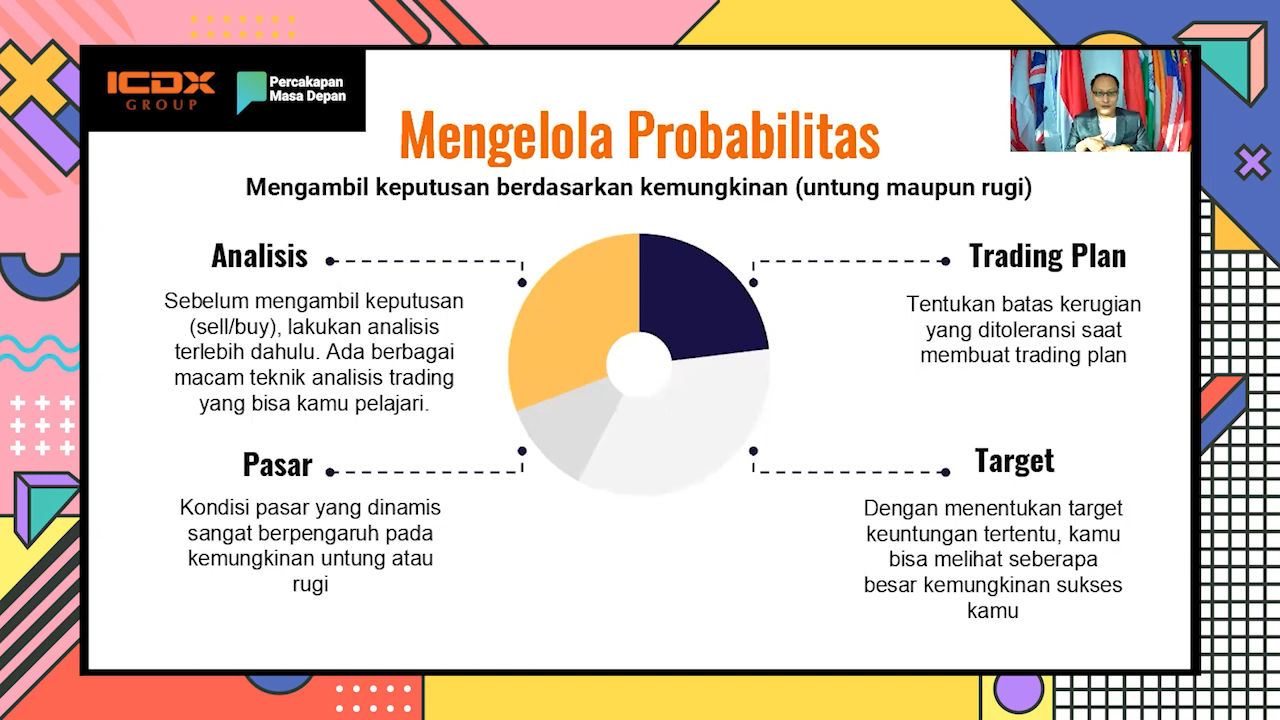 ICDX
GROUP
Percakapan
Masa Depan
Mengelola Probabilitas
Mengambil keputusan berdasarkan kemungkinan (untung maupun rugi)
Analisis
Sebelum mengambil keputusan
(sell/buy), lakukan analisis
terlebih dahulu. Ada berbagai
macam teknik analisis trading
yang bisa kamu pelajari.
Trading Plan
Tentukan batas kerugian
yang ditoleransi saat
membuat trading plan
Pasar
Kondisi pasar yang dinamis
sangat berpengaruh pada
kemungkinan untung atau
rugi
Target
Dengan menentukan target
keuntungan tertentu, kamu
bisa melihat seberapa
besar kemungkinan sukses
kamu